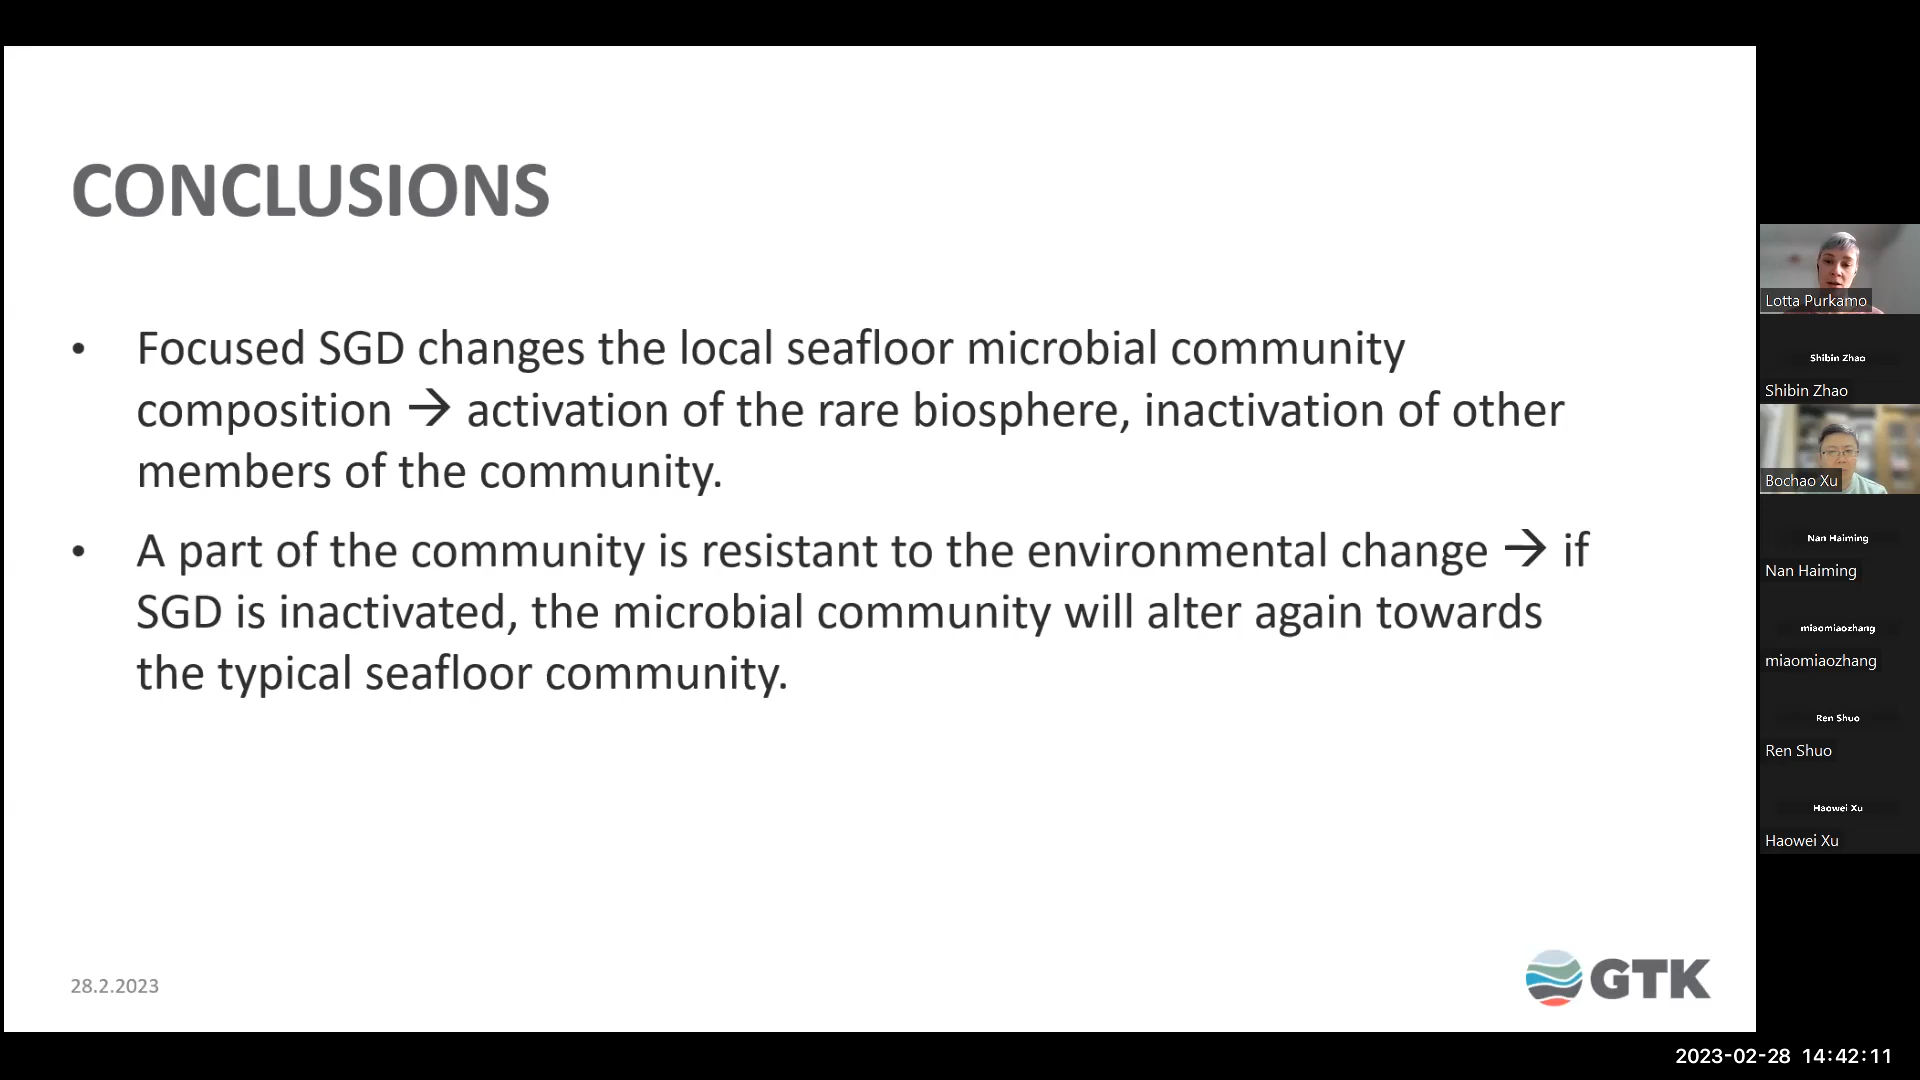 CONCLUSIONS
• Focused SGD changes the local seafloor microbial community
composition → activation of the rare biosphere, inactivation of other
members of the community.
• A part of the community is resistant to the environmental change → if
SGD is inactivated, the microbial community will alter again towards
the typical seafloor community.
28.2.2023
GTK
Lotta Purkamo
Shibin Zhao
Shibin Zhao
Bochao Xu
Nan Haiming
Nan Haiming
miaomiaozhang
miaomiaozhang
Ren Shuo
Ren Shuo
Haowei Xu
Haowei Xu
2023-02-28 14:42:11